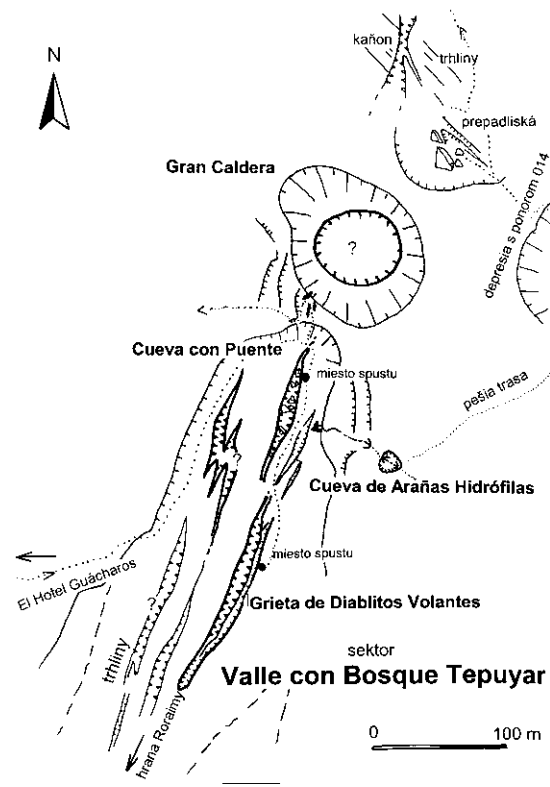 N
kaňon
trhliny
prepadliská
Gran Caldera
depresia s ponorom 014
?
Cueva con Puente
miesto spustu
pešia trasa
Cueva de Arañas Hidrófilas
miesto spustu
El Hotel Guácharos
Grieta de Diablitos Volantes
?
trhliny
sektor
Valle con Bosque Tepuyar
hrana Roraimy
0 100 m